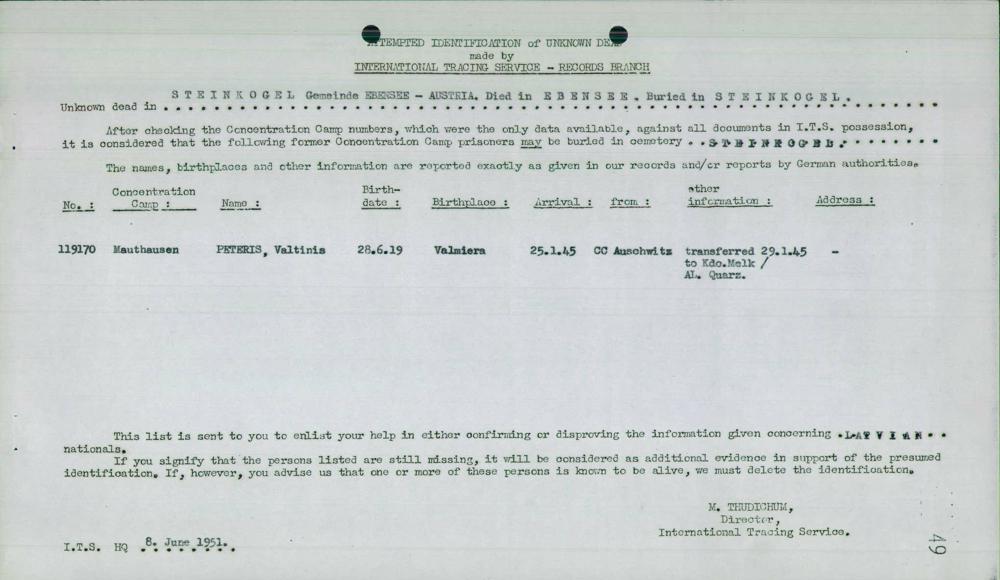 ATTEMPTED IDENTIFICATION of UNKNOWN DEAD
made by
INTERNATIONAL TRACING SERVICE - RECORDS BRANCH
Unknown dead in STEINKOGEL Gemeinde EBENSEE - AUSTRIA. Died in EBENSEE. Buried in STEINKOGEL.
After checking the Concentration Camp numbers, which were the only data available, against all documents in I.T.S. possession,
it is considered that the following former Concentration Camp prisoners may be buried in cemetery . . STEINKOGEL. . . . . . . .
The names, birthplaces and other information are reported exactly as given in our records and/or reports by German authorities.
No. : Concentration Camp : Name : Birth-date : Birthplace : Arrival : from : other information : Address :
119170 Mauthausen PETERIS, Valtinis 28.6.19 Valmiera 25.1.45 CC Auschwitz transferred 29.1.45 -
to Kdo.Melk /
AL. Quarz.
This list is sent to you to enlist your help in either confirming or disproving the information given concerning . LATVIAN . .
nationals.
If you signify that the persons listed are still missing, it will be considered as additional evidence in support of the presumed
identification. If, however, you advise us that one or more of these persons is known to be alive, we must delete the identification.
M. THUDICHUM,
Director,
International Tracing Service.
I.T.S. HQ 8. June 1951.
49